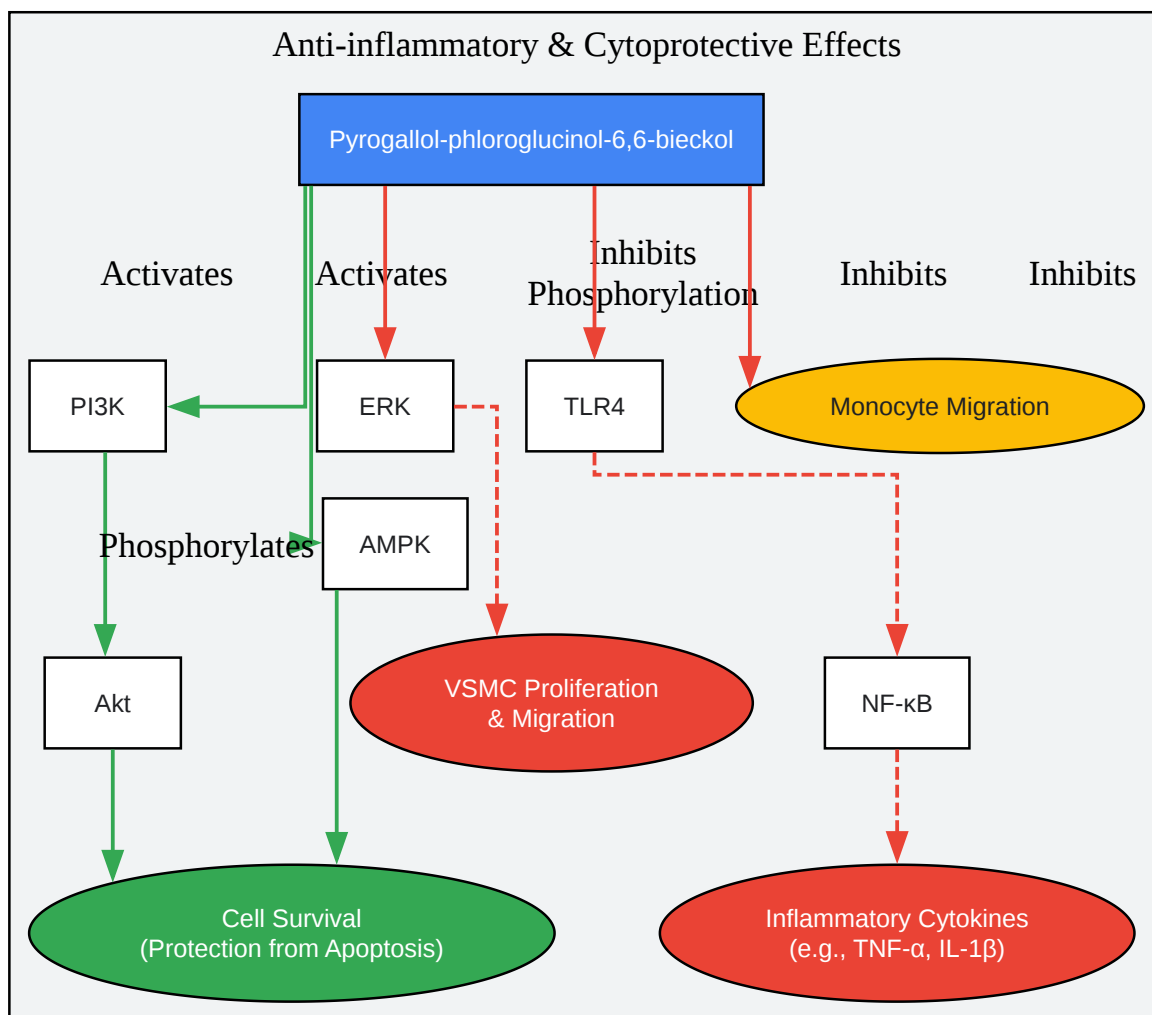 Anti-inflammatory & Cytoprotective Effects
Pyrogallol-phloroglucinol-6,6-bieckol
Activates
Activates
Inhibits
Phosphorylation
Inhibits
Inhibits
PI3K
ERK
TLR4
Monocyte Migration
Phosphorylates
AMPK
Akt
VSMC Proliferation
& Migration
NF-κB
Cell Survival
(Protection from Apoptosis)
Inflammatory Cytokines
(e.g., TNF-α, IL-1β)